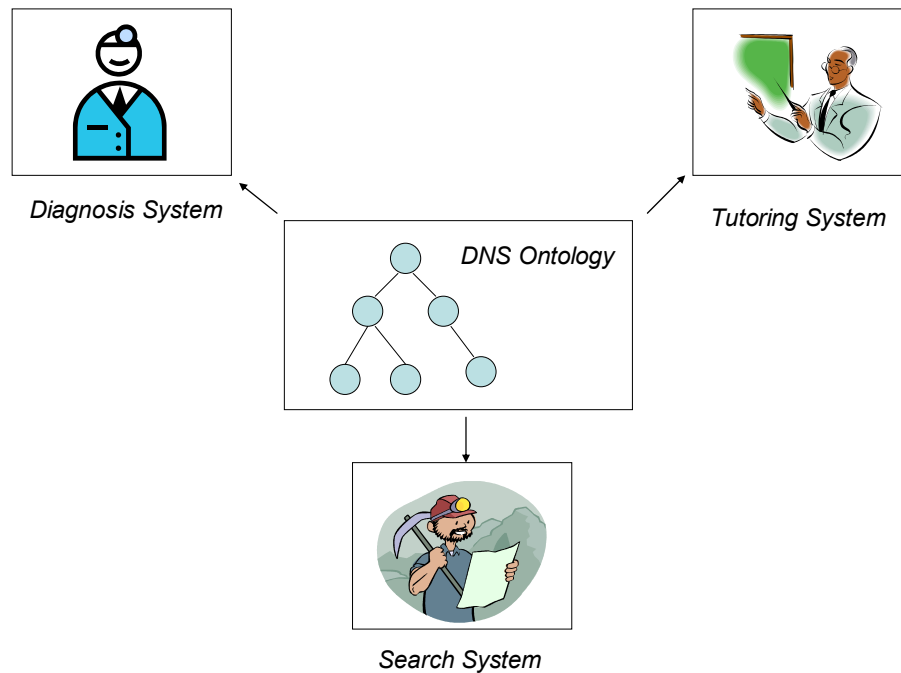 Diagnosis System
Tutoring System
DNS Ontology
Search System